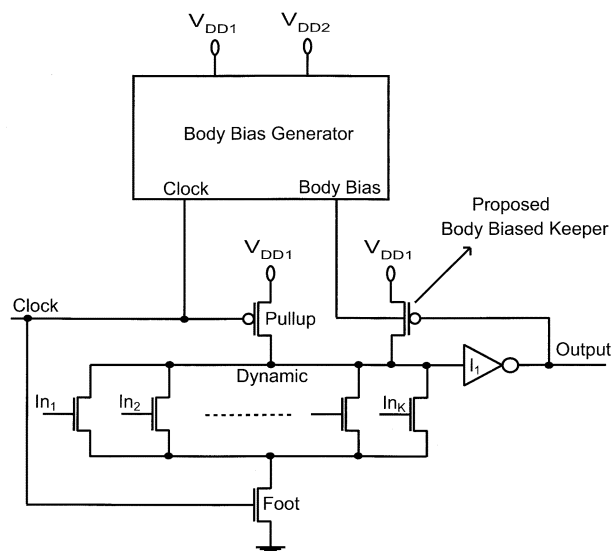 VDD1 VDD2
Body Bias Generator
Clock Body Bias
Proposed
Body Biased Keeper
VDD1 VDD1
Clock
Pullup
Dynamic
I1
Output
In1 In2 InK
Foot